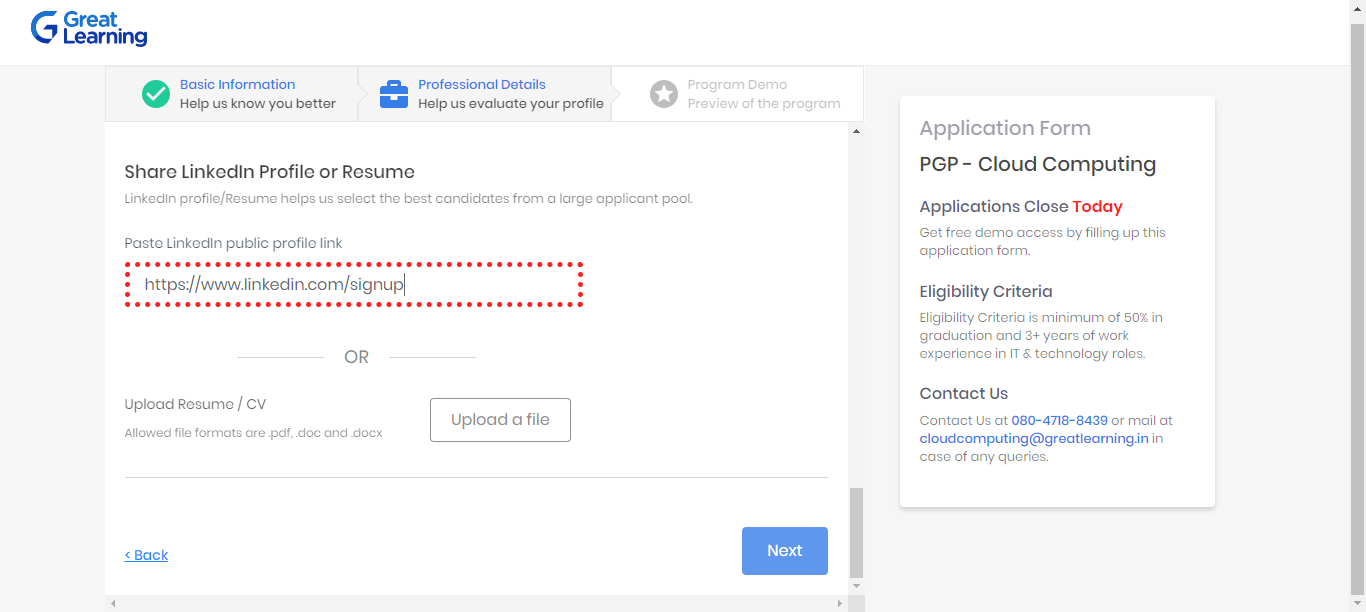 Great
Learning
Basic Information
Help us know you better
Professional Details
Help us evaluate your profile
Program Demo
Preview of the program
Share LinkedIn Profile or Resume
LinkedIn profile/Resume helps us select the best candidates from a large applicant pool.
Paste LinkedIn public profile link
https://www.linkedin.com/signup
OR
Upload Resume / CV
Allowed file formats are .pdf, .doc and .docx
Upload a file
< Back
Next
Application Form
PGP - Cloud Computing
Applications Close Today
Get free demo access by filling up this
application form.
Eligibility Criteria
Eligibility Criteria is minimum of 50% in
graduation and 3+ years of work
experience in IT & technology roles.
Contact Us
Contact Us at 080-4718-8439 or mail at
cloudcomputing@greatlearning.in in
case of any queries.